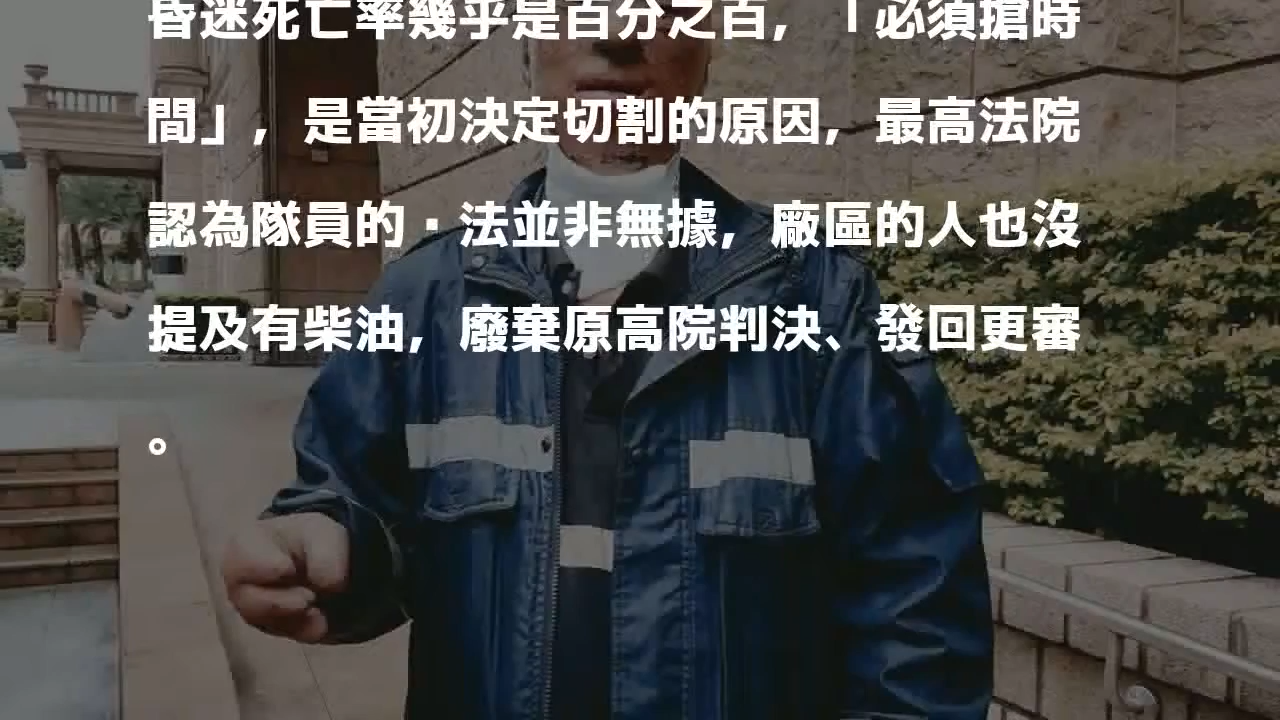 昏迷死亡率幾乎是百分之百，「必須搶時
間」，是當初決定切割的原因，最高法院
認為隊員的·法並非無據，廠區的人也沒
提及有柴油，廢棄原高院判決、發回更審
。